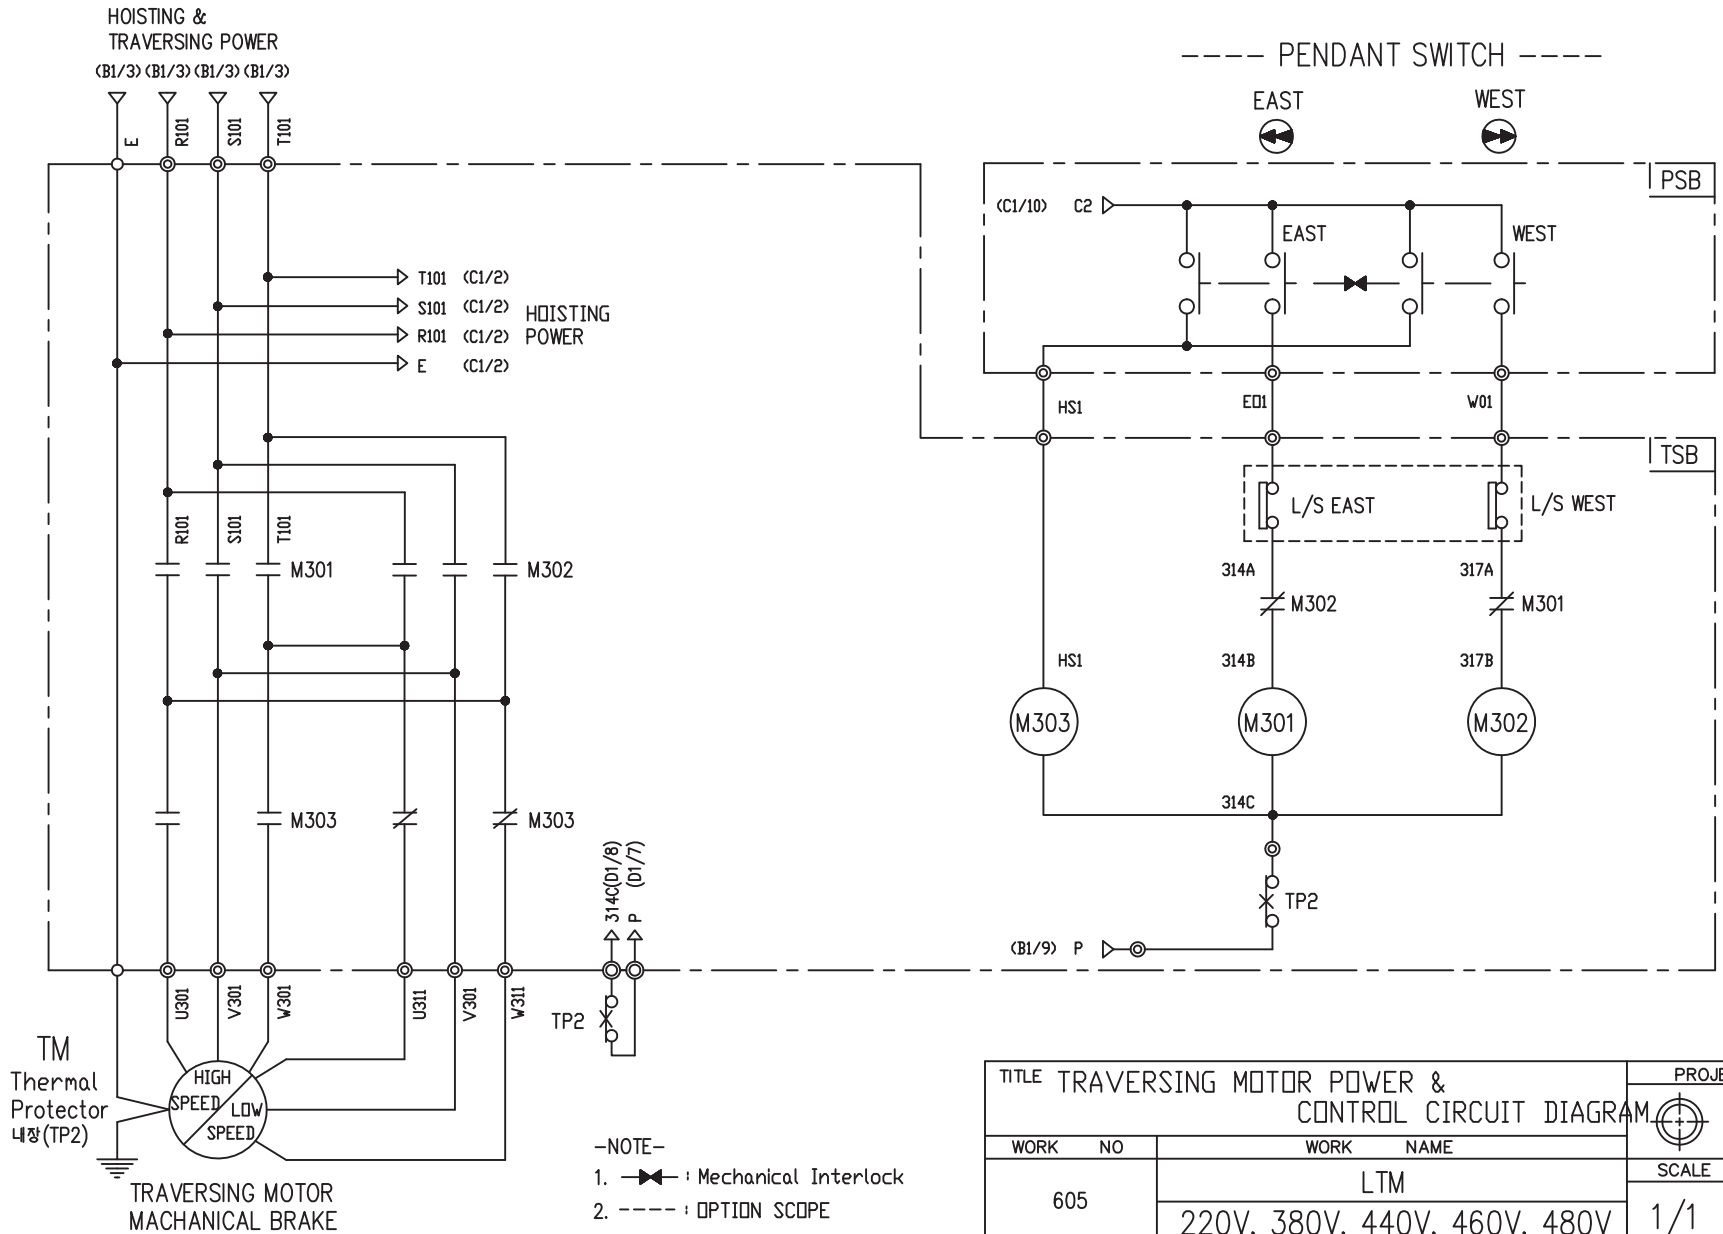 HOISTING &
TRAVERSING POWER
(B1/3) (B1/3) (B1/3) (B1/3)
E R101 S101 T101
---- PENDANT SWITCH ----
EAST WEST
PSB
(C1/10) C2
EAST WEST
T101 (C1/2)
S101 (C1/2)
R101 (C1/2)
E (C1/2)
HOISTING
POWER
HS1 E01 W01
TSB
L/S EAST L/S WEST
R101 S101 T101
M301 M302
314A 317A
M302 M301
HS1 314B 317B
M303 M301 M302
314C
M303 M303
314C(D1/8)
P (D1/7)
TP2
(B1/9) P
U301 V301 W301 U311 V301 W311
TP2
TM
Thermal
Protector
내장(TP2)
HIGH
SPEED
LOW
SPEED
TRAVERSING MOTOR
MACHANICAL BRAKE
-NOTE-
1. : Mechanical Interlock
2. ---- : OPTION SCOPE
TITLE TRAVERSING MOTOR POWER &
CONTROL CIRCUIT DIAGRAM
PROJE
WORK NO WORK NAME
SCALE
605
LTM
220V, 380V, 440V, 460V, 480V
1/1